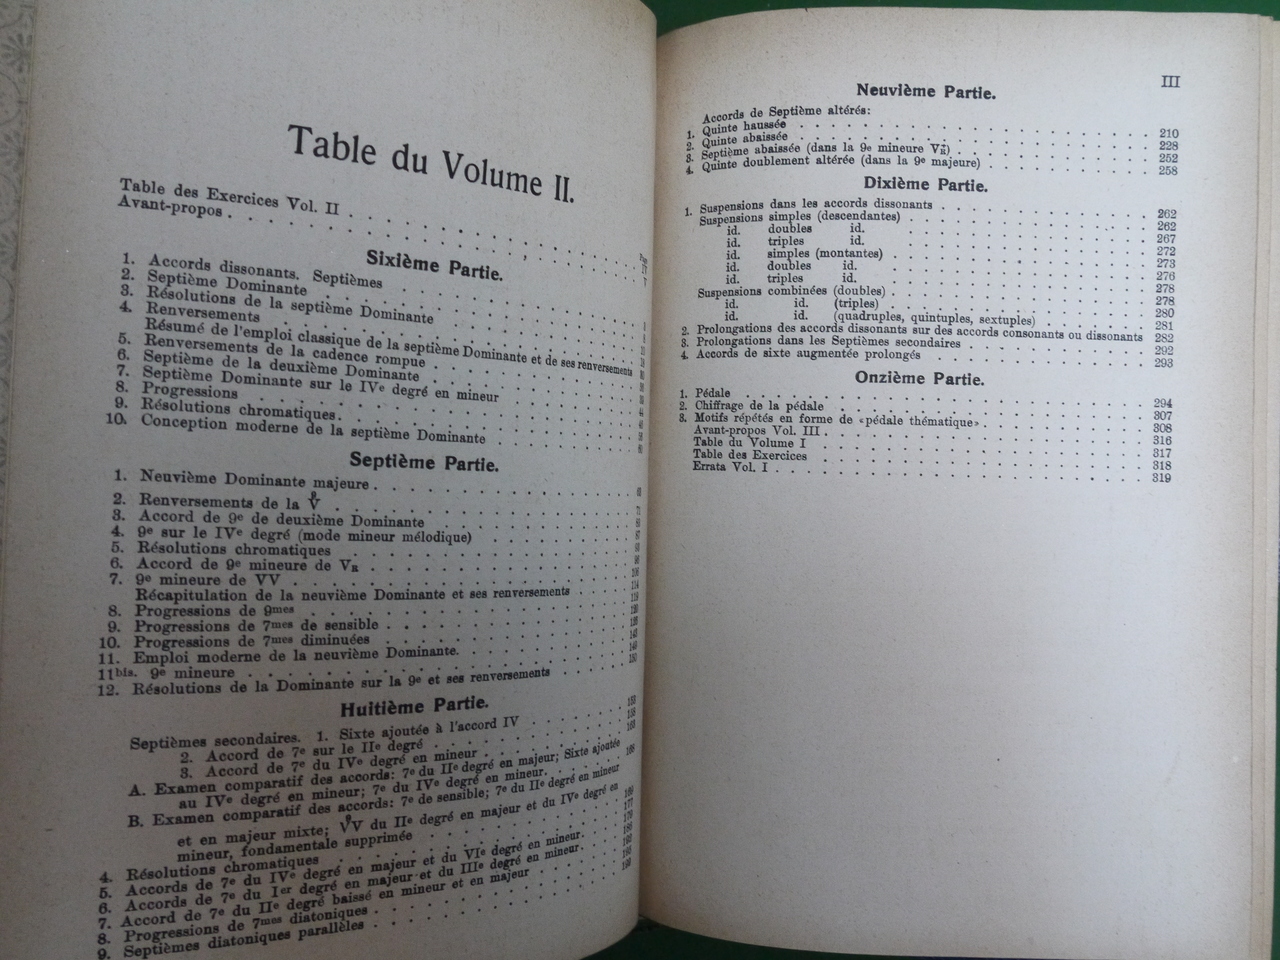 Table du Volume II.
Page
Table des Exercices Vol. II . . . IV
Avant-propos . . . V
Sixième Partie.
1. Accords dissonants. Septièmes
2. Septième Dominante
3. Résolutions de la septième Dominante
4. Renversements
Résumé de l'emploi classique de la septième Dominante et de ses renversements
5. Renversements de la cadence rompue
6. Septième de la deuxième Dominante
7. Septième Dominante sur le IVe degré en mineur
8. Progressions
9. Résolutions chromatiques.
10. Conception moderne de la septième Dominante
Septième Partie.
1. Neuvième Dominante majeure
2. Renversements de la V
3. Accord de 9e de deuxième Dominante
4. 9e sur le IVe degré (mode mineur mélodique)
5. Résolutions chromatiques
6. Accord de 9e mineure de VR
7. 9e mineure de VV
Récapitulation de la neuvième Dominante et ses renversements
8. Progressions de 9mes
9. Progressions de 7mes de sensible
10. Progressions de 7mes diminuées
11. Emploi moderne de la neuvième Dominante.
11bis. 9e mineure
12. Résolutions de la Dominante sur la 9e et ses renversements
Huitième Partie.
Septièmes secondaires. 1. Sixte ajoutée à l'accord IV
2. Accord de 7e sur le IIe degré
3. Accord de 7e du IVe degré en mineur
A. Examen comparatif des accords: 7e du IIe degré en majeur; Sixte ajoutée
au IVe degré en mineur; 7e du IVe degré en mineur.
B. Examen comparatif des accords: 7e de sensible; 7e du IIe degré en mineur
et en majeur mixte; VV du IIe degré en majeur et du IVe degré en
mineur, fondamentale supprimée
4. Résolutions chromatiques
5. Accords de 7e du IVe degré en majeur et du VIe degré en mineur.
6. Accords de 7e du Ier degré en majeur et du IIIe degré en mineur.
7. Accord de 7e du IIe degré baissé en mineur et en majeur
8. Progressions de 7mes diatoniques
9. Septièmes diatoniques parallèles
III
Neuvième Partie.
Accords de Septième altérés:
1. Quinte haussée . . . 210
2. Quinte abaissée . . . 228
3. Septième abaissée (dans la 9e mineure VR) . . . 252
4. Quinte doublement altérée (dans la 9e majeure) . . . 258
Dixième Partie.
1. Suspensions dans les accords dissonants . . . 262
Suspensions simples (descendantes) . . . 262
id. doubles id. . . . 267
id. triples id. . . . 272
id. simples (montantes) . . . 273
id. doubles id. . . . 276
id. triples id. . . . 278
Suspensions combinées (doubles) . . . 278
id. id. (triples) . . . 280
id. id. (quadruples, quintuples, sextuples) . . . 281
2. Prolongations des accords dissonants sur des accords consonants ou dissonants 282
3. Prolongations dans les Septièmes secondaires . . . 292
4. Accords de sixte augmentée prolongés . . . 293
Onzième Partie.
1. Pédale . . . 294
2. Chiffrage de la pédale . . . 307
3. Motifs répétés en forme de «pédale thématique» . . . 308
Avant-propos Vol. III . . . 316
Table du Volume I . . . 317
Table des Exercices . . . 318
Errata Vol. I . . . 319